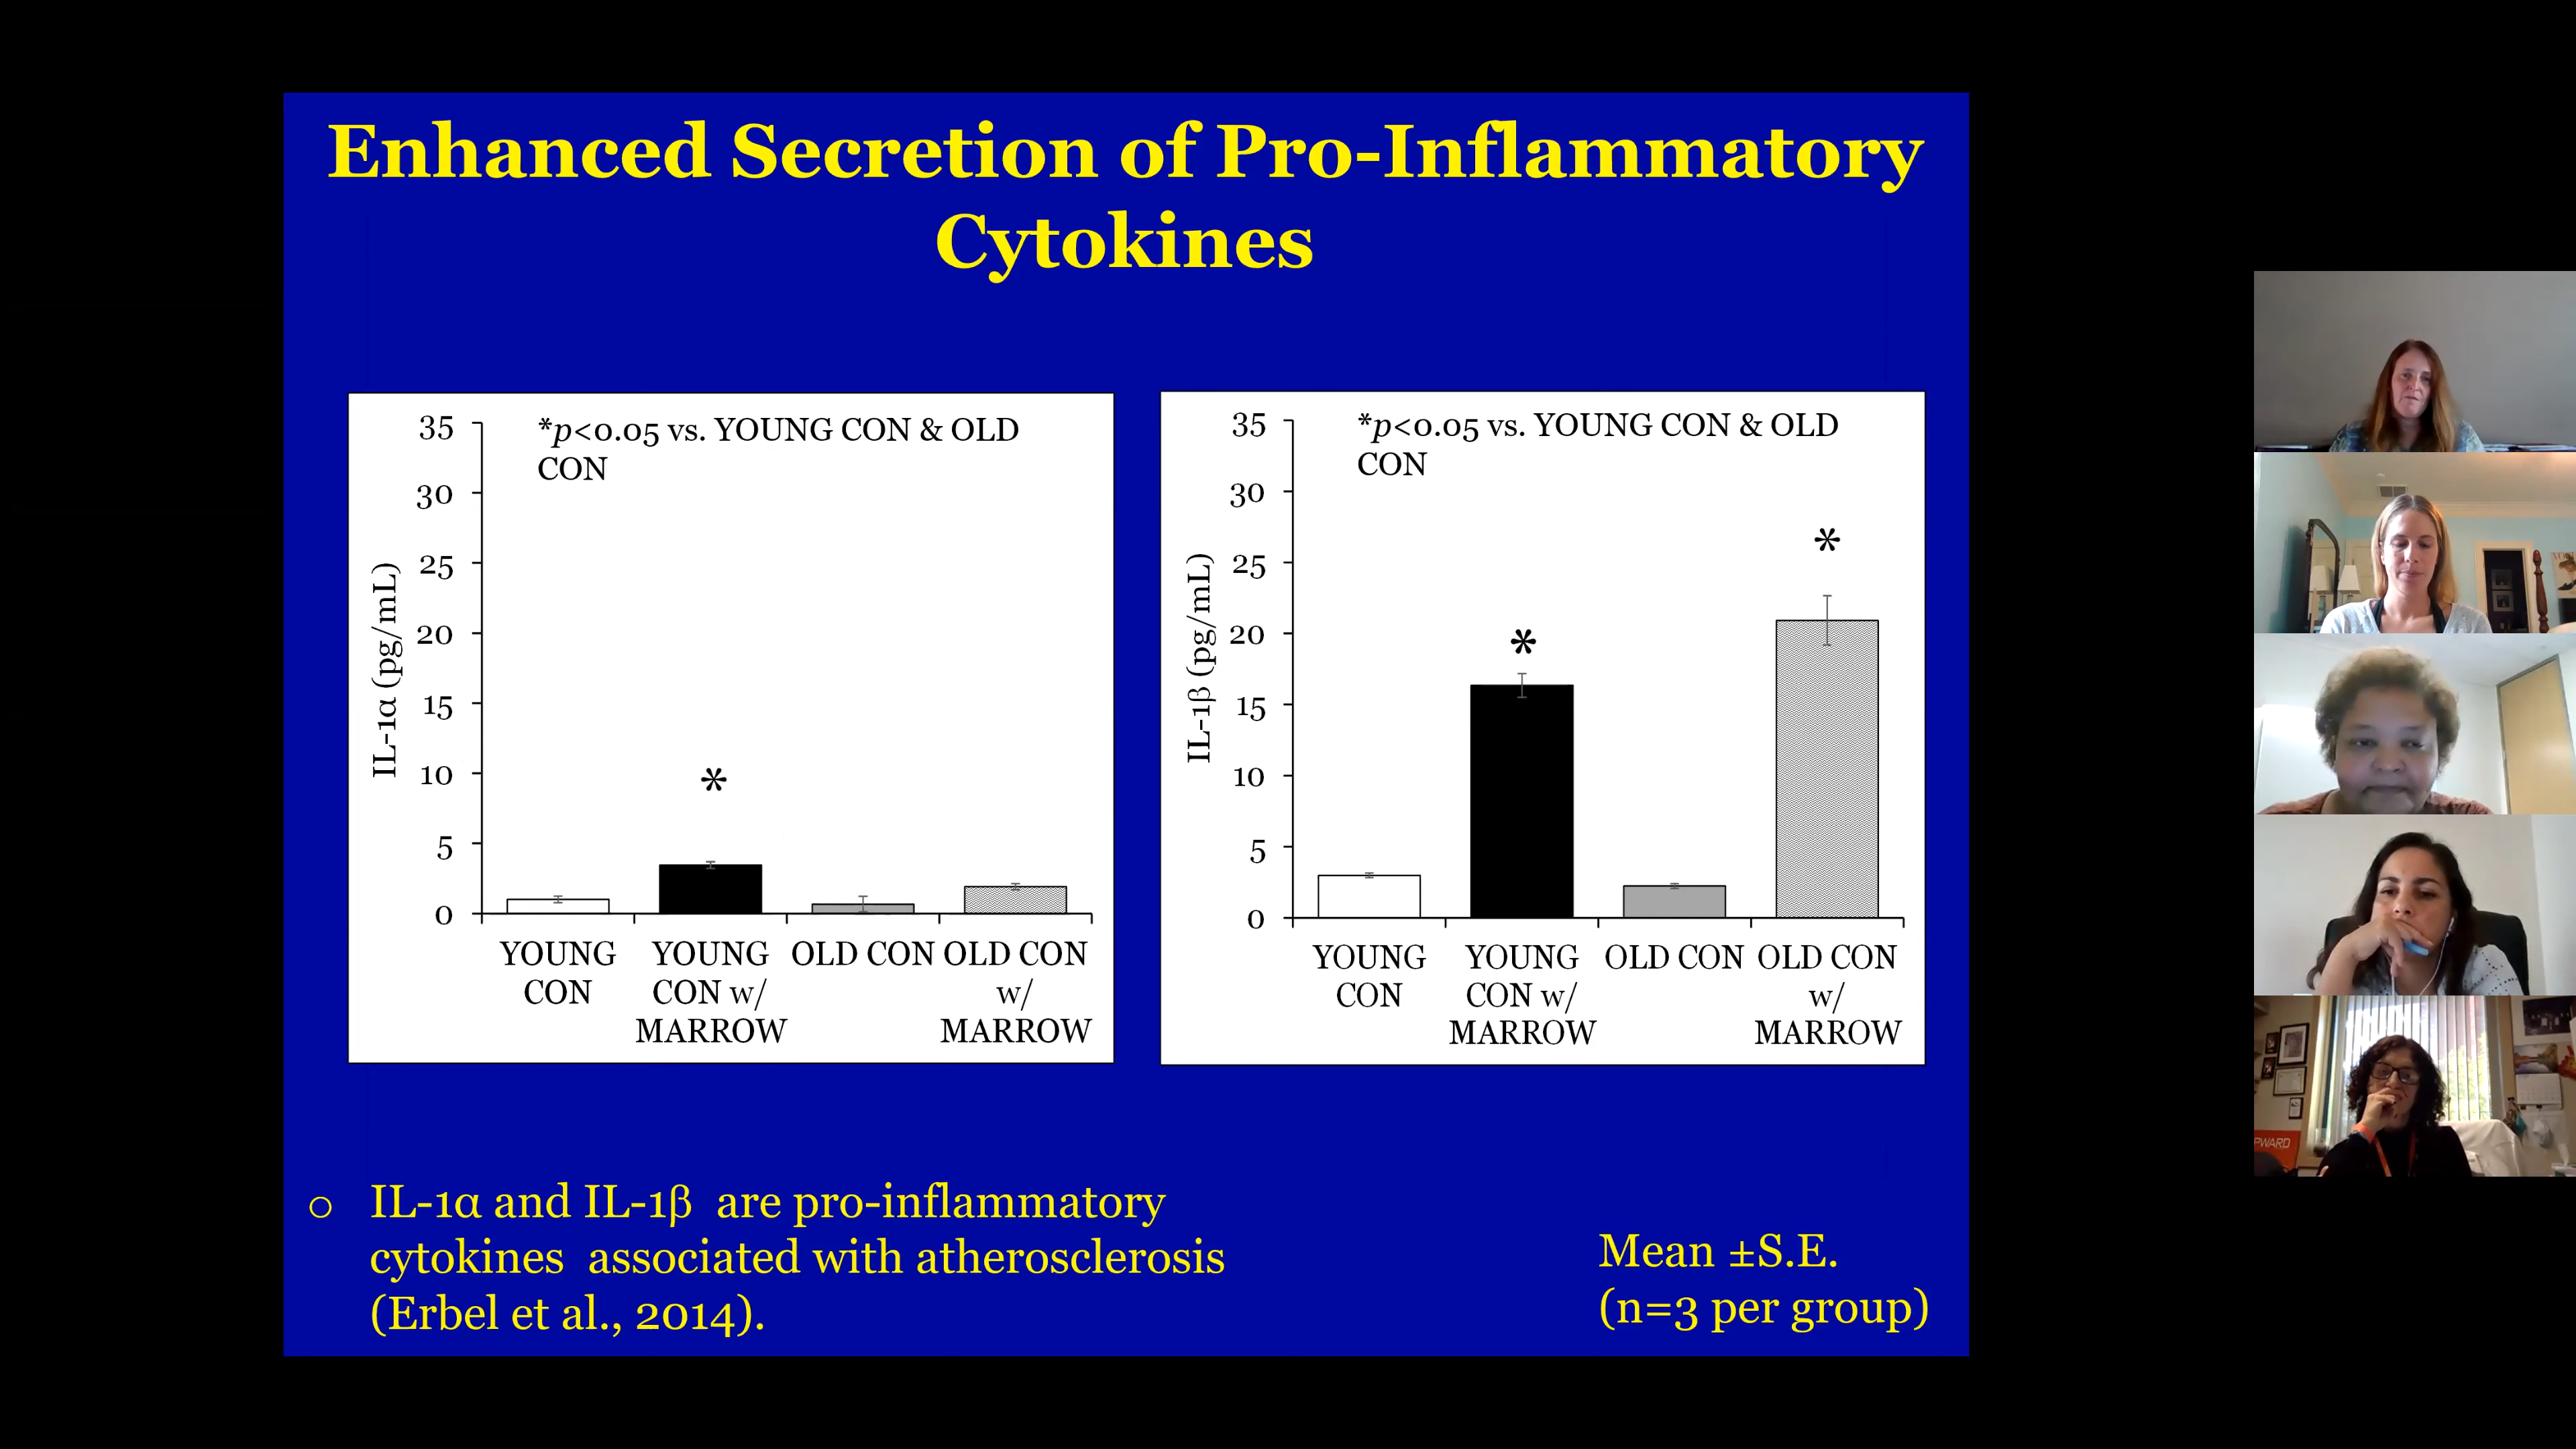 Enhanced Secretion of Pro-Inflammatory
Cytokines
*p<0.05 vs. YOUNG CON & OLD
CON
IL-1α (pg/mL)
35
30
25
20
15
10
5
0
*
YOUNG
CON
YOUNG
CON w/
MARROW
OLD CON
OLD CON
w/
MARROW
*p<0.05 vs. YOUNG CON & OLD
CON
IL-1β (pg/mL)
35
30
25
20
15
10
5
0
*
*
YOUNG
CON
YOUNG
CON w/
MARROW
OLD CON
OLD CON
w/
MARROW
○ IL-1α and IL-1β are pro-inflammatory
cytokines associated with atherosclerosis
(Erbel et al., 2014).
Mean ±S.E.
(n=3 per group)
PWARD